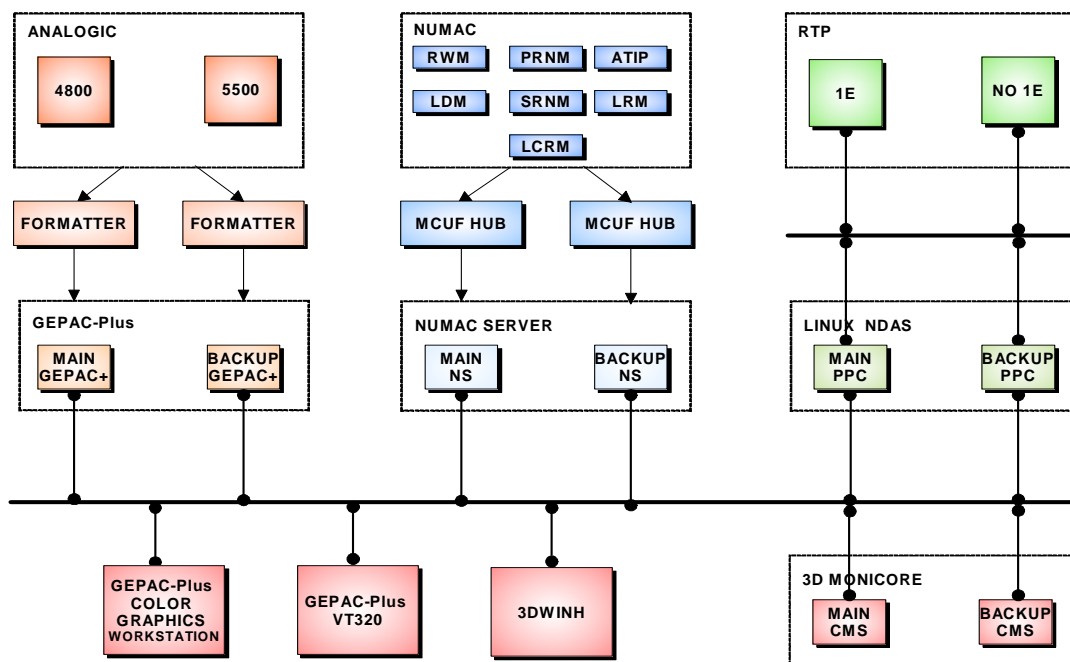 ANALOGIC
4800
5500
NUMAC
RWM
PRNM
ATIP
LDM
SRNM
LRM
LCRM
RTP
1E
NO 1E
FORMATTER
FORMATTER
MCUF HUB
MCUF HUB
GEPAC-Plus
MAIN
GEPAC+
BACKUP
GEPAC+
NUMAC SERVER
MAIN
NS
BACKUP
NS
LINUX NDAS
MAIN
PPC
BACKUP
PPC
GEPAC-Plus
COLOR
GRAPHICS
WORKSTATION
GEPAC-Plus
VT320
3DWINH
3D MONICORE
MAIN
CMS
BACKUP
CMS